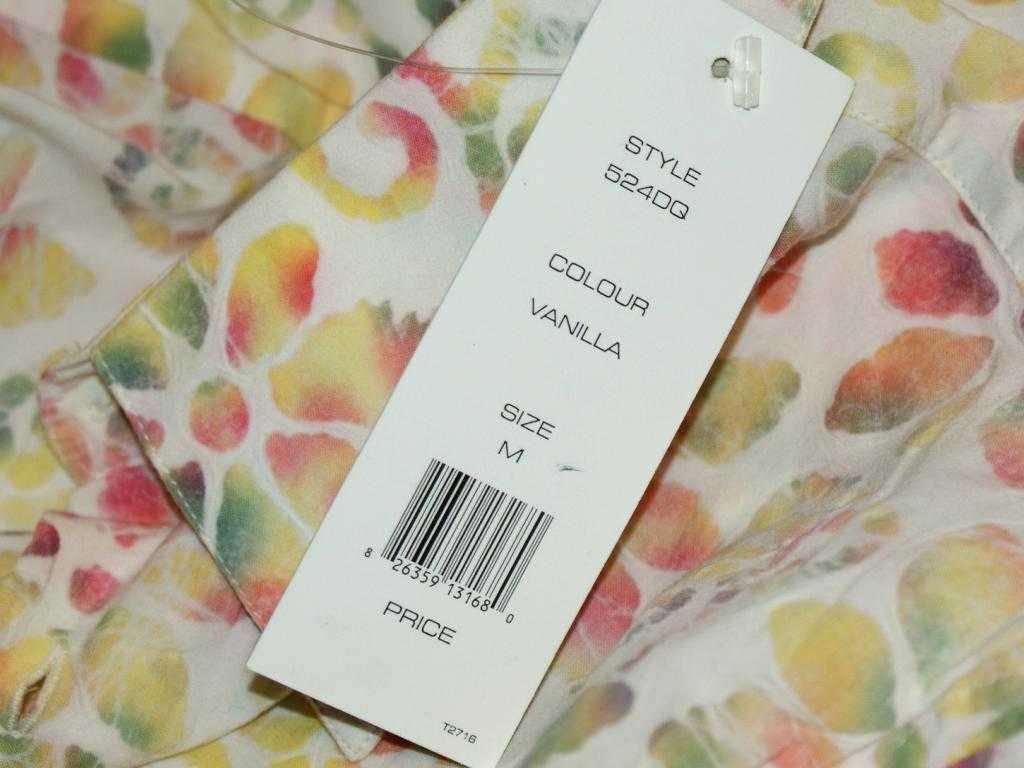 STYLE
524DQ
COLOUR
VANILLA
SIZE
M
8 26359 13168 0
PRICE
T2716